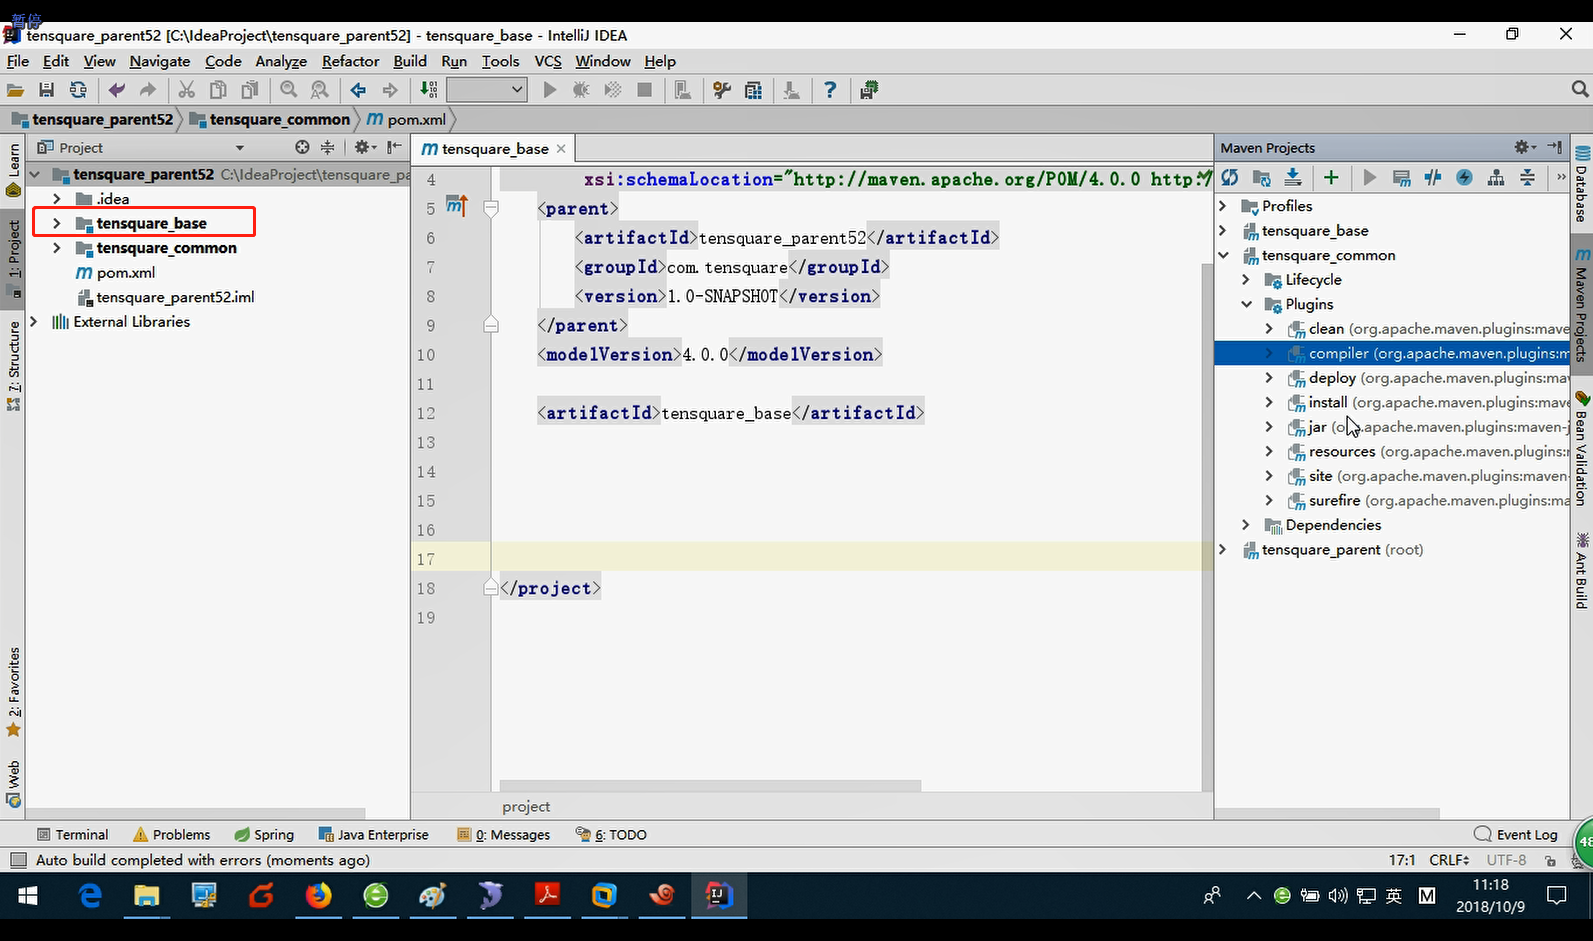 暂停
tensquare_parent52 [C:\IdeaProject\tensquare_parent52] - tensquare_base - IntelliJ IDEA
File Edit View Navigate Code Analyze Refactor Build Run Tools VCS Window Help
tensquare_parent52 tensquare_common m pom.xml
Learn
1: Project
7: Structure
2: Favorites
Web
Project
tensquare_parent52 C:\IdeaProject\tensquare_pa
.idea
tensquare_base
tensquare_common
m pom.xml
tensquare_parent52.iml
External Libraries
m tensquare_base
4 xsi:schemaLocation="http://maven.apache.org/POM/4.0.0 http:/
5 <parent>
6 <artifactId>tensquare_parent52</artifactId>
7 <groupId>com.tensquare</groupId>
8 <version>1.0-SNAPSHOT</version>
9 </parent>
10 <modelVersion>4.0.0</modelVersion>
11
12 <artifactId>tensquare_base</artifactId>
13
14
15
16
17
18 </project>
19
project
Maven Projects
Profiles
tensquare_base
tensquare_common
Lifecycle
Plugins
clean (org.apache.maven.plugins:mave
compiler (org.apache.maven.plugins:m
deploy (org.apache.maven.plugins:ma
install (org.apache.maven.plugins:mave
jar (org.apache.maven.plugins:maven-j
resources (org.apache.maven.plugins:
site (org.apache.maven.plugins:maven-
surefire (org.apache.maven.plugins:ma
Dependencies
tensquare_parent (root)
Database
Maven Projects
Bean Validation
Ant Build
Terminal Problems Spring Java Enterprise 0: Messages 6: TODO Event Log
48
Auto build completed with errors (moments ago) 17:1 CRLF UTF-8
英 M 11:18
2018/10/9